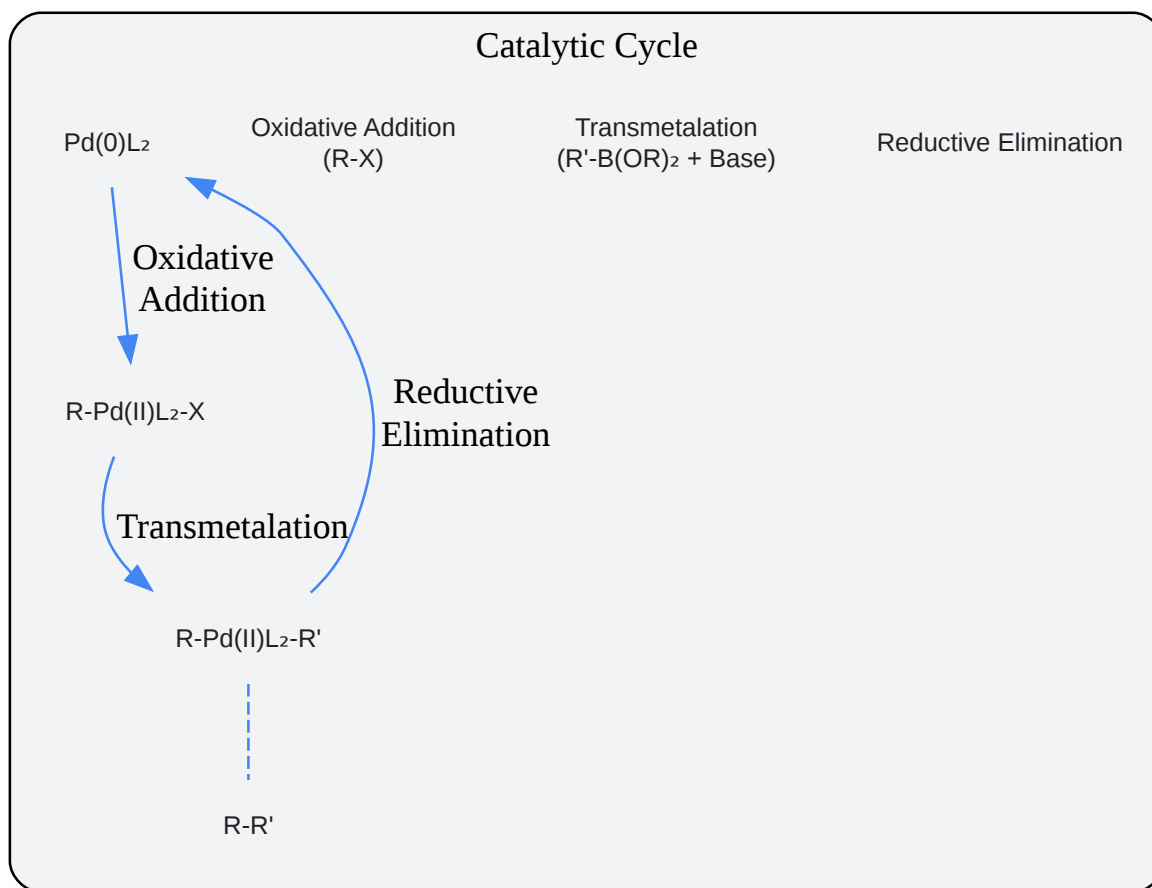 Catalytic Cycle
Pd(0)L₂
Oxidative Addition
(R-X)
Transmetalation
(R'-B(OR)₂ + Base)
Reductive Elimination
Oxidative
Addition
R-Pd(II)L₂-X
Reductive
Elimination
Transmetalation
R-Pd(II)L₂-R'
R-R'